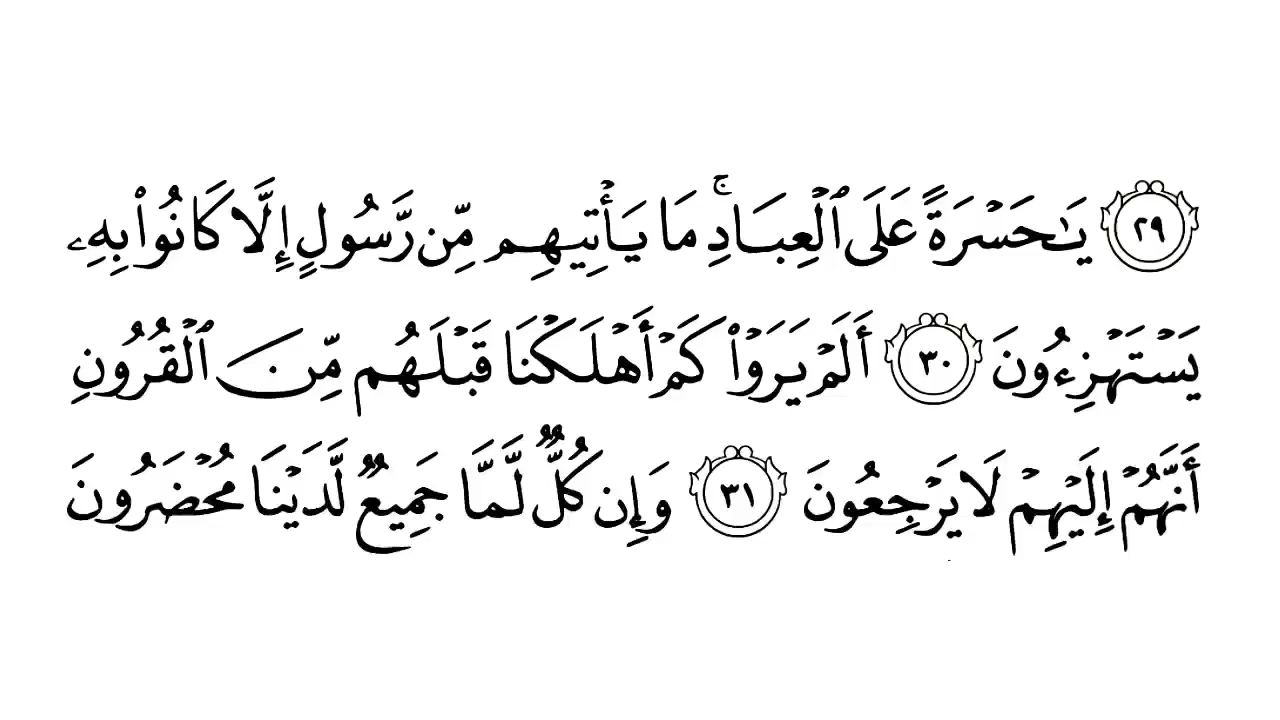 ٢٩ يَـٰحَسْرَةً عَلَى ٱلْعِبَادِ ۚ مَا يَأْتِيهِم مِّن رَّسُولٍ إِلَّا كَانُوا۟ بِهِۦ
يَسْتَهْزِءُونَ ٣٠ أَلَمْ يَرَوْا۟ كَمْ أَهْلَكْنَا قَبْلَهُم مِّنَ ٱلْقُرُونِ
أَنَّهُمْ إِلَيْهِمْ لَا يَرْجِعُونَ ٣١ وَإِن كُلٌّ لَّمَّا جَمِيعٌ لَّدَيْنَا مُحْضَرُونَ